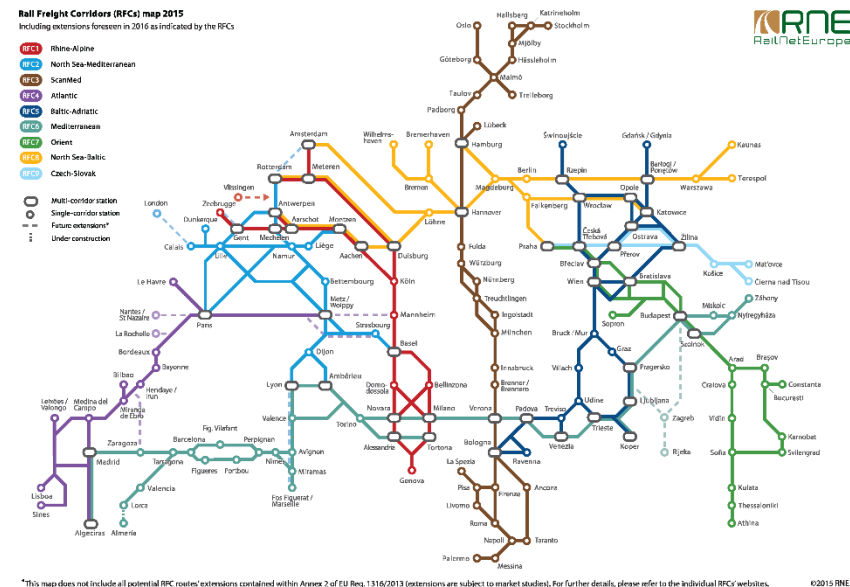 Rail Freight Corridors (RFCs) map 2015
Including extensions foreseen in 2016 as indicated by the RFCs
RNE
RailNetEurope
RFC1 Rhine-Alpine
RFC2 North Sea-Mediterranean
RFC3 ScanMed
RFC4 Atlantic
RFC5 Baltic-Adriatic
RFC6 Mediterranean
RFC7 Orient
RFC8 North Sea-Baltic
RFC9 Czech-Slovak
Multi-corridor station
Single-corridor station
Future extensions*
Under construction
Oslo
Hallsberg
Katrineholm
Stockholm
Mjölby
Göteborg
Hässleholm
Malmö
Taulov
Trelleborg
Padborg
Lübeck
Hamburg
Amsterdam
Wilhelms-
haven
Bremerhaven
Świnoujście
Gdańsk / Gdynia
Kaunas
Rotterdam
Meteren
Bremen
Magdeburg
Berlin
Rzepin
Warszawa
Terespol
Vlissingen
London
Zeebrugge
Antwerpen
Dunkerque
Aarschot
Montzen
Löhne
Hannover
Falkenberg
Wrocław
Opole
Katowice
Calais
Lille
Gent
Mechelen
Namur
Liège
Aachen
Duisburg
Fulda
Praha
Česká
Třebová
Ostrava
Přerov
Žilina
Košice
Maťovce
Čierna nad Tisou
Würzburg
Břeclav
Wien
Bratislava
Le Havre
Bettembourg
Köln
Nürnberg
Treuchtlingen
Nantes /
St Nazaire
Paris
Metz /
Woippy
Mannheim
Ingolstadt
Sopron
Budapest
Miskolc
Záhony
Nyíregyháza
La Rochelle
Strasbourg
München
Bruck / Mur
Szolnok
Bordeaux
Dijon
Basel
Graz
Arad
Braşov
Bayonne
Bilbao
Hendaye /
Irun
Lyon
Ambérieu
Domo-
dossola
Bellinzona
Innsbruck
Brenner /
Brennero
Villach
Pragersko
Craiova
Constanta
Bucureşti
Leixões /
Valongo
Medina del
Campo
Miranda
de Ebro
Valence
Torino
Novara
Milano
Verona
Padova
Treviso
Udine
Ljubljana
Zagreb
Vidin
Zaragoza
Barcelona
Fig. Vilafant
Perpignan
Alessandria
Tortona
Bologna
Venezia
Trieste
Koper
Rijeka
Sofia
Karnobat
Svilengrad
Madrid
Tarragona
Figueres
Portbou
Nîmes
Avignon
Miramas
Genova
La Spezia
Ravenna
Lisboa
Sines
Valencia
Fos Figuerat /
Marseille
Pisa
Firenze
Ancona
Kulata
Lorca
Livorno
Thessaloniki
Algeciras
Almería
Roma
Athina
Napoli
Taranto
Palermo
Messina
*This map does not include all potential RFC routes' extensions contained within Annex 2 of EU Reg. 1316/2013 (extensions are subject to market studies). For further details, please refer to the individual RFCs' websites.
©2015 RNE